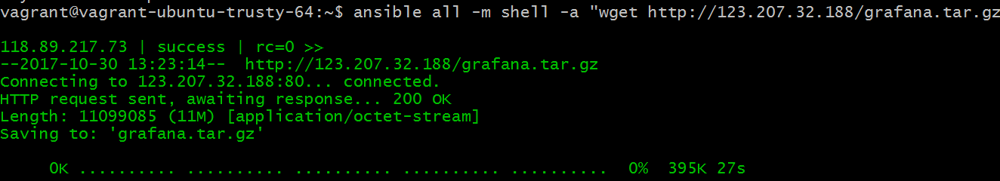 vagrant@vagrant-ubuntu-trusty-64:~$ ansible all -m shell -a "wget http://123.207.32.188/grafana.tar.gz
118.89.217.73 | success | rc=0 >>
--2017-10-30 13:23:14--  http://123.207.32.188/grafana.tar.gz
Connecting to 123.207.32.188:80... connected.
HTTP request sent, awaiting response... 200 OK
Length: 11099085 (11M) [application/octet-stream]
Saving to: 'grafana.tar.gz'
0K .......... .......... .......... .......... ..........  0%  395K 27s